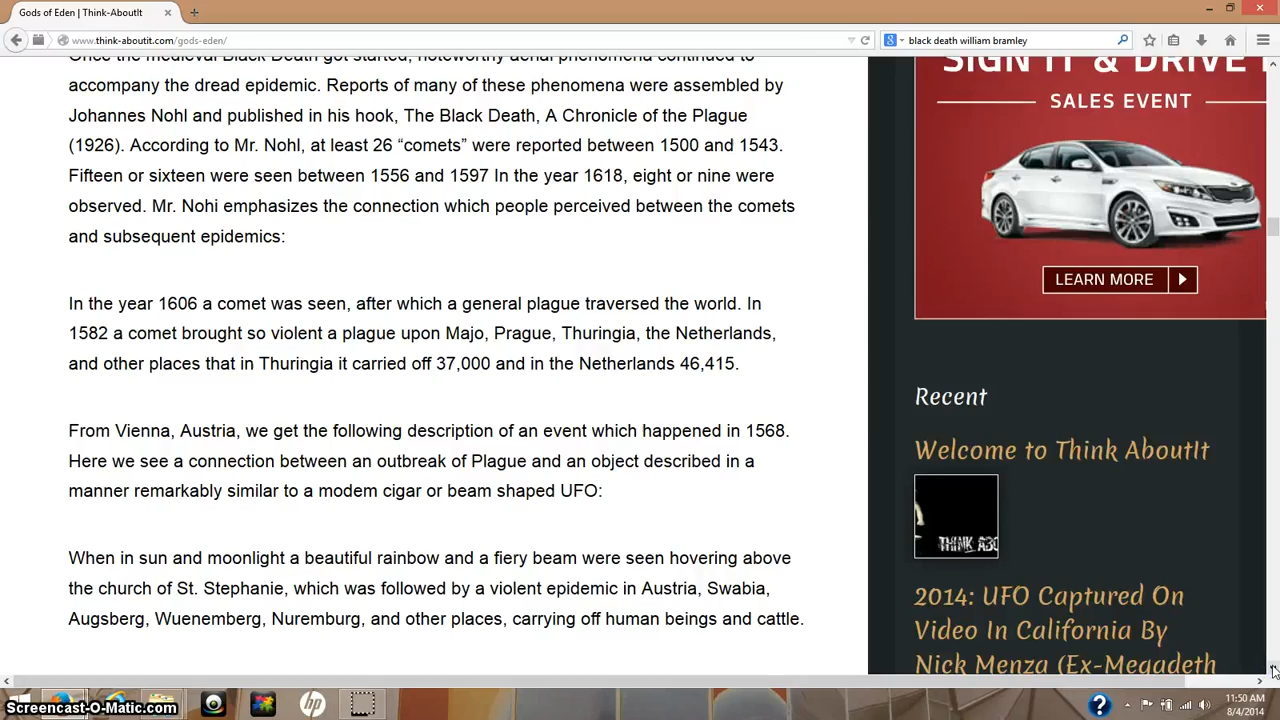 Gods of Eden | Think-AboutIt
www.think-aboutit.com/gods-eden/
black death william bramley
Once the medieval Black Death got started, noteworthy aerial phenomena continued to
accompany the dread epidemic. Reports of many of these phenomena were assembled by
Johannes Nohl and published in his hook, The Black Death, A Chronicle of the Plague
(1926). According to Mr. Nohl, at least 26 “comets” were reported between 1500 and 1543.
Fifteen or sixteen were seen between 1556 and 1597 In the year 1618, eight or nine were
observed. Mr. Nohi emphasizes the connection which people perceived between the comets
and subsequent epidemics:
In the year 1606 a comet was seen, after which a general plague traversed the world. In
1582 a comet brought so violent a plague upon Majo, Prague, Thuringia, the Netherlands,
and other places that in Thuringia it carried off 37,000 and in the Netherlands 46,415.
From Vienna, Austria, we get the following description of an event which happened in 1568.
Here we see a connection between an outbreak of Plague and an object described in a
manner remarkably similar to a modem cigar or beam shaped UFO:
When in sun and moonlight a beautiful rainbow and a fiery beam were seen hovering above
the church of St. Stephanie, which was followed by a violent epidemic in Austria, Swabia,
Augsberg, Wuenemberg, Nuremburg, and other places, carrying off human beings and cattle.
SIGN IT & DRIVE I
SALES EVENT
LEARN MORE
Recent
Welcome to Think AboutIt
THINK ABO
2014: UFO Captured On
Video In California By
Nick Menza (Ex-Megadeth
Screencast-O-Matic.com
hp
11:50 AM
8/4/2014